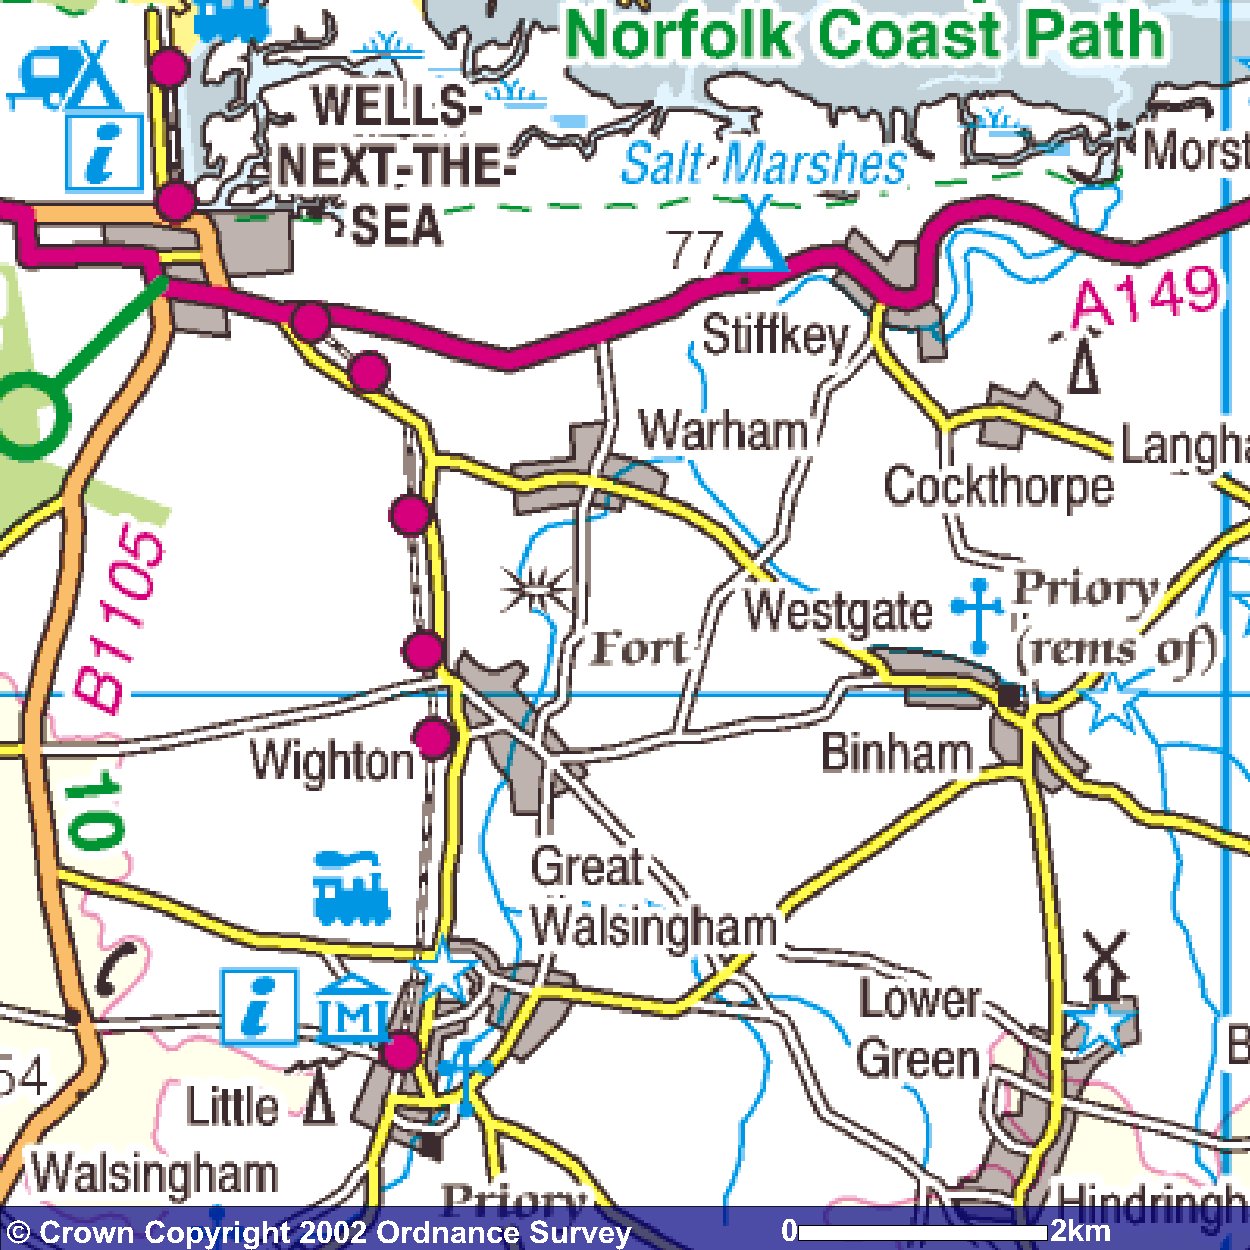 Norfolk Coast Path
WELLS-
NEXT-THE-
SEA
i
Salt Marshes
Morst
77
A149
Stiffkey
Warham
Langha
Cockthorpe
B1105
Priory
(rems of)
Westgate
Fort
Wighton
Binham
10
Great
Walsingham
i
M
Lower
Green
B
54
Little
Walsingham
Priory
Hindringh
© Crown Copyright 2002 Ordnance Survey
0 2km